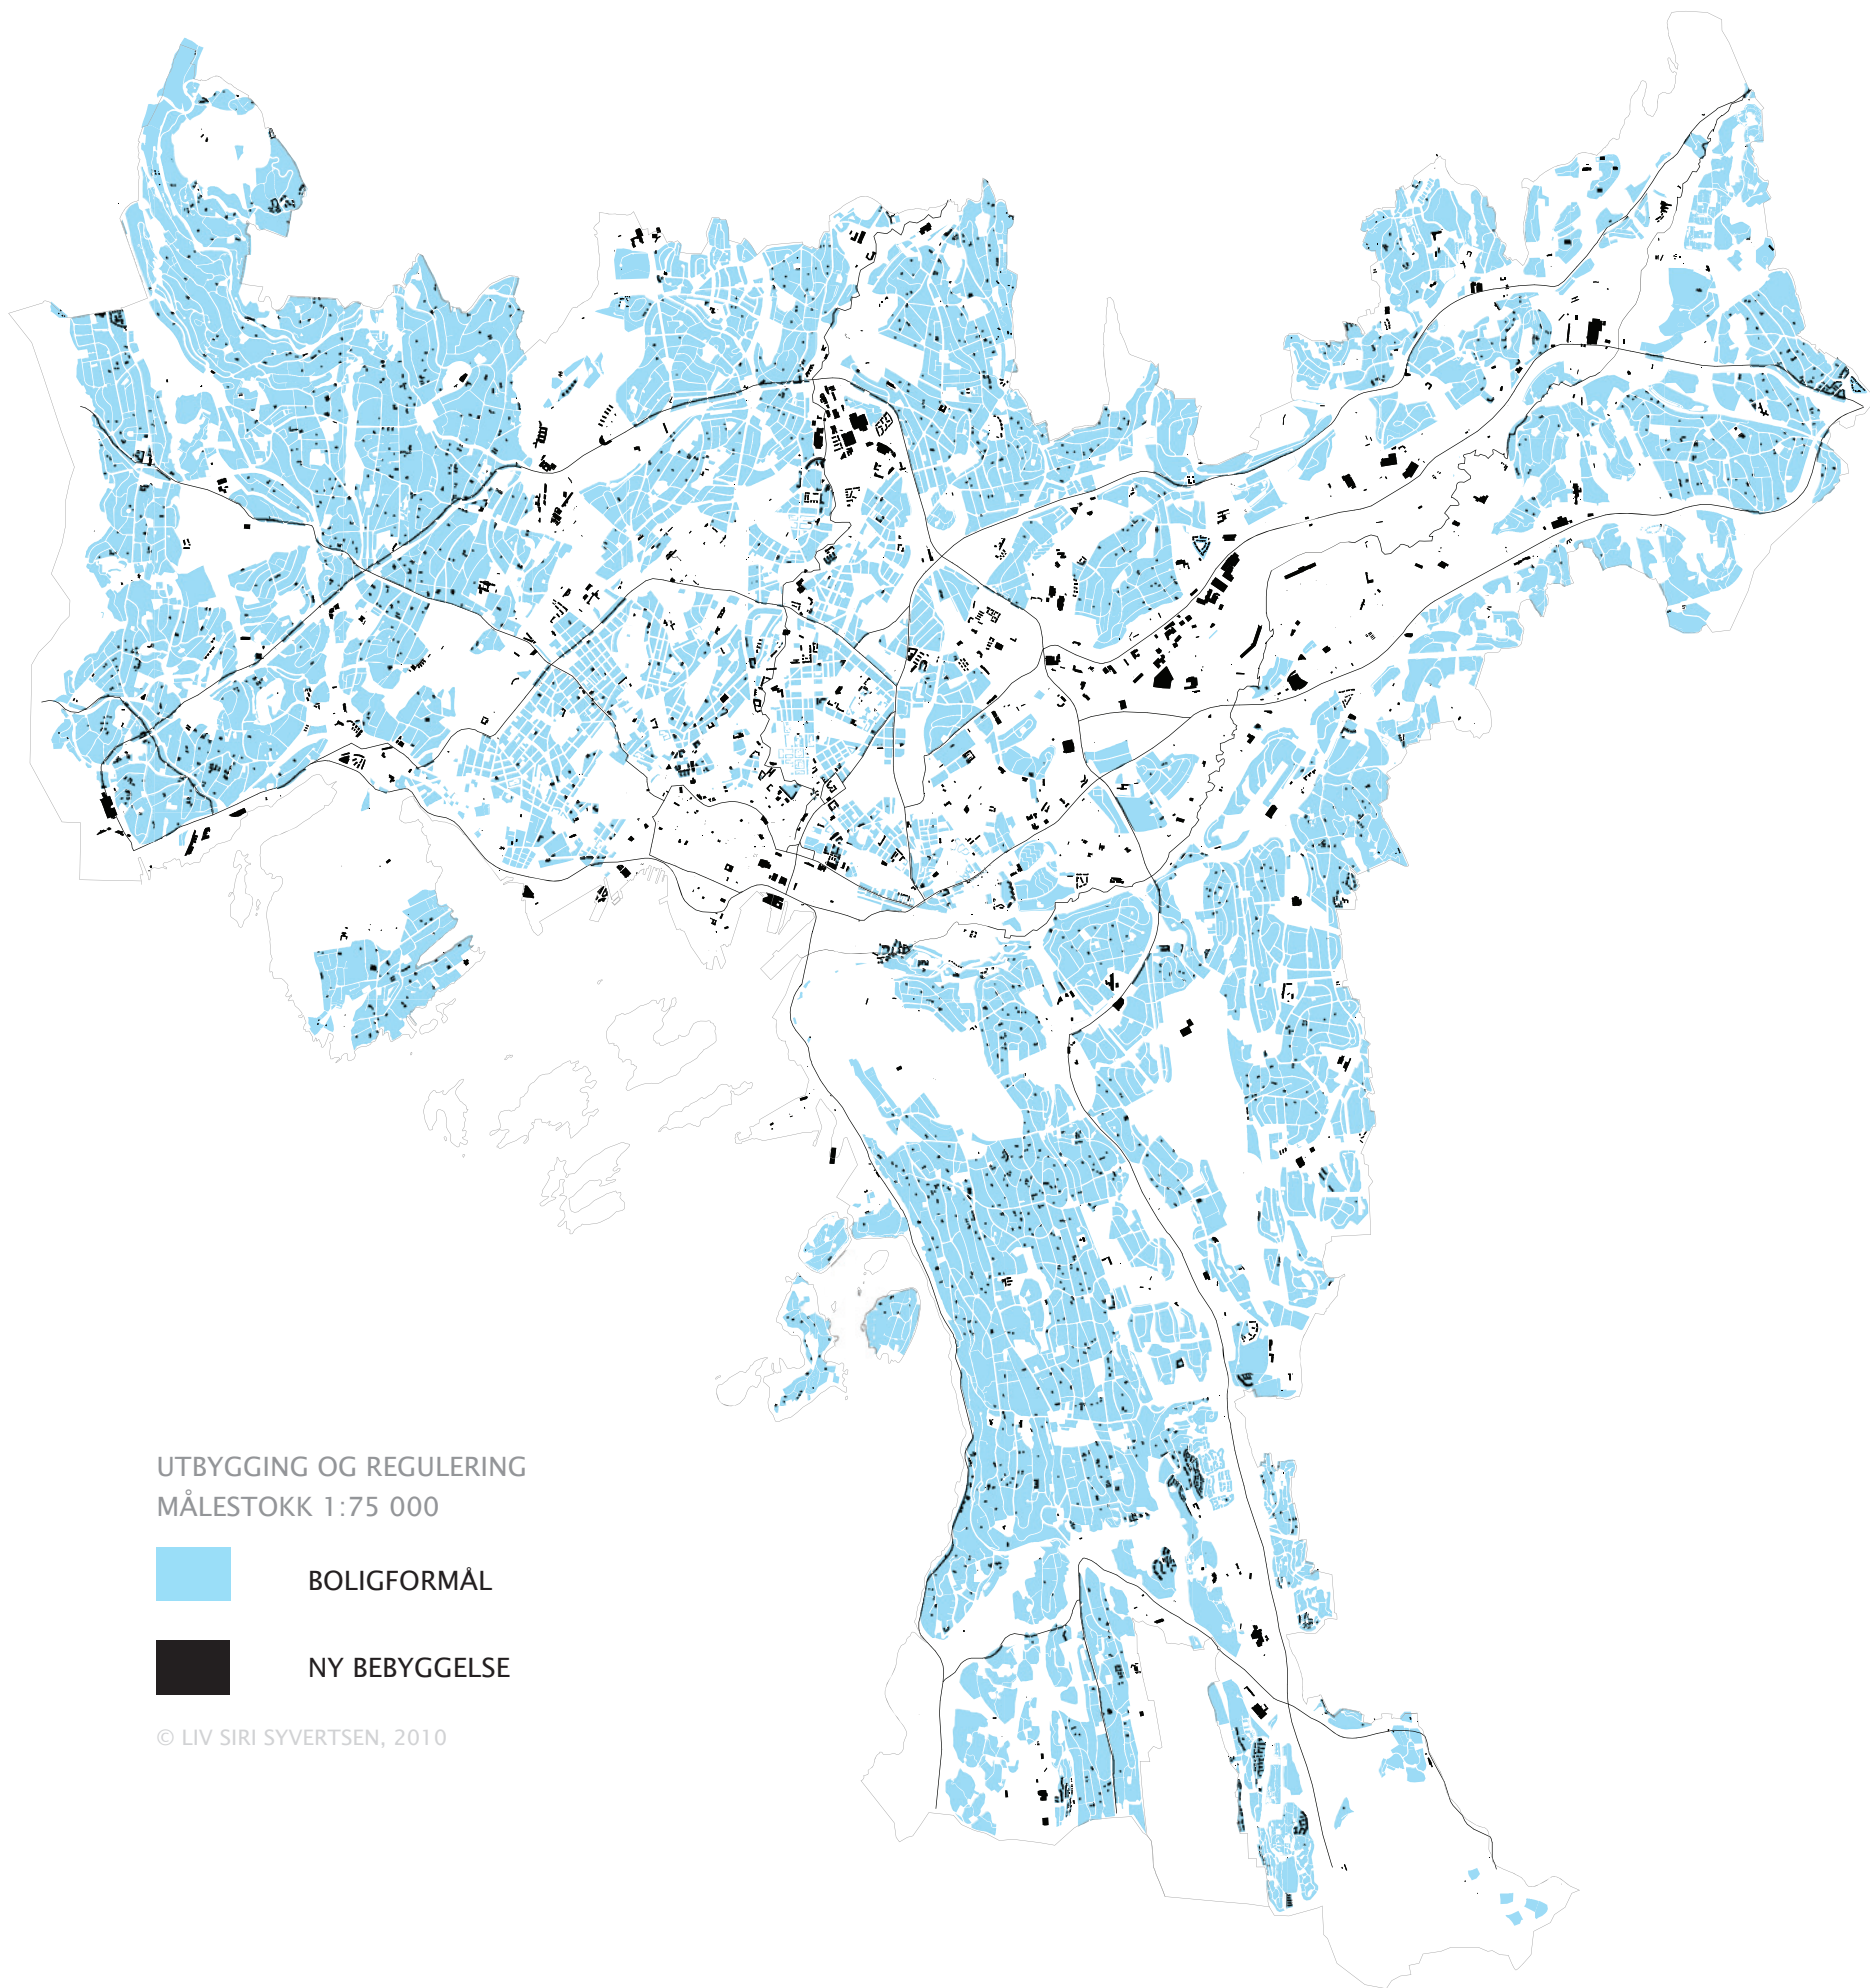 UTBYGGING OG REGULERING
MÅLESTOKK 1:75 000
BOLIGFORMÅL
NY BEBYGGELSE
© LIV SIRI SYVERTSEN, 2010